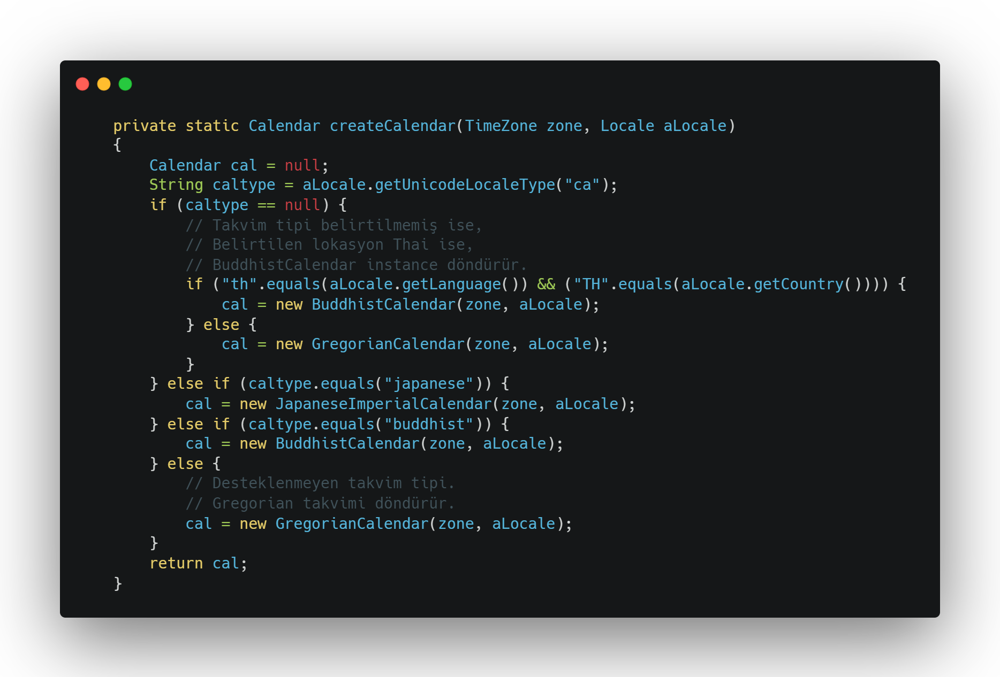 private static Calendar createCalendar(TimeZone zone, Locale aLocale)
{
    Calendar cal = null;
    String caltype = aLocale.getUnicodeLocaleType("ca");
    if (caltype == null) {
        // Takvim tipi belirtilmemiş ise,
        // Belirtilen lokasyon Thai ise,
        // BuddhistCalendar instance döndürür.
        if ("th".equals(aLocale.getLanguage()) && ("TH".equals(aLocale.getCountry()))) {
            cal = new BuddhistCalendar(zone, aLocale);
        } else {
            cal = new GregorianCalendar(zone, aLocale);
        }
    } else if (caltype.equals("japanese")) {
        cal = new JapaneseImperialCalendar(zone, aLocale);
    } else if (caltype.equals("buddhist")) {
        cal = new BuddhistCalendar(zone, aLocale);
    } else {
        // Desteklenmeyen takvim tipi.
        // Gregorian takvimi döndürür.
        cal = new GregorianCalendar(zone, aLocale);
    }
    return cal;
}